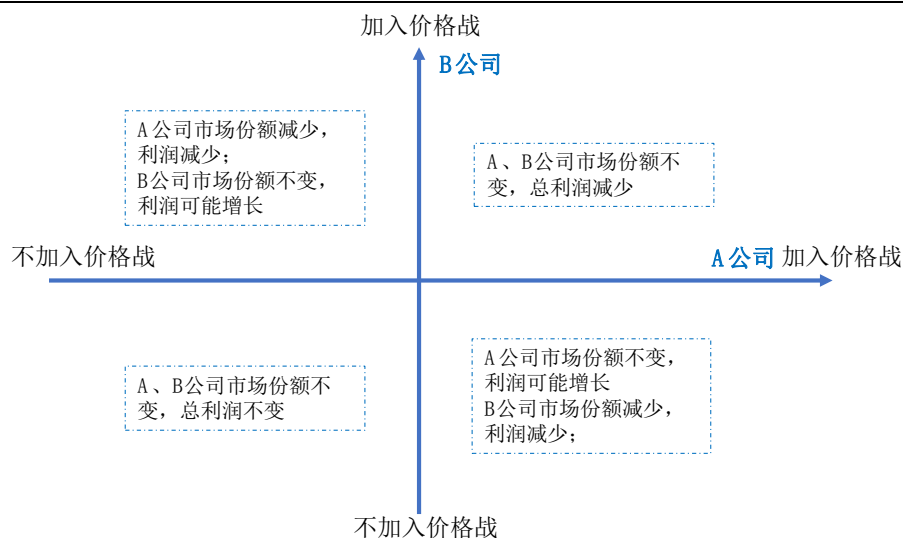 加入价格战
B公司
A公司市场份额减少，
利润减少；
B公司市场份额不变，
利润可能增长
A、B公司市场份额不
变，总利润减少
不加入价格战
A公司 加入价格战
A、B公司市场份额不
变，总利润不变
A公司市场份额不变，
利润可能增长
B公司市场份额减少，
利润减少；
不加入价格战